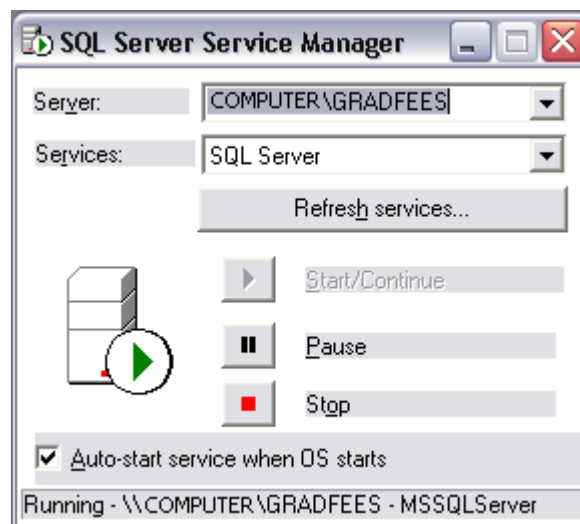 SQL Server Service Manager
Server: COMPUTER\GRADFEES
Services: SQL Server
Refresh services...
Start/Continue
Pause
Stop
Auto-start service when OS starts
Running - \\COMPUTER\GRADFEES - MSSQLServer